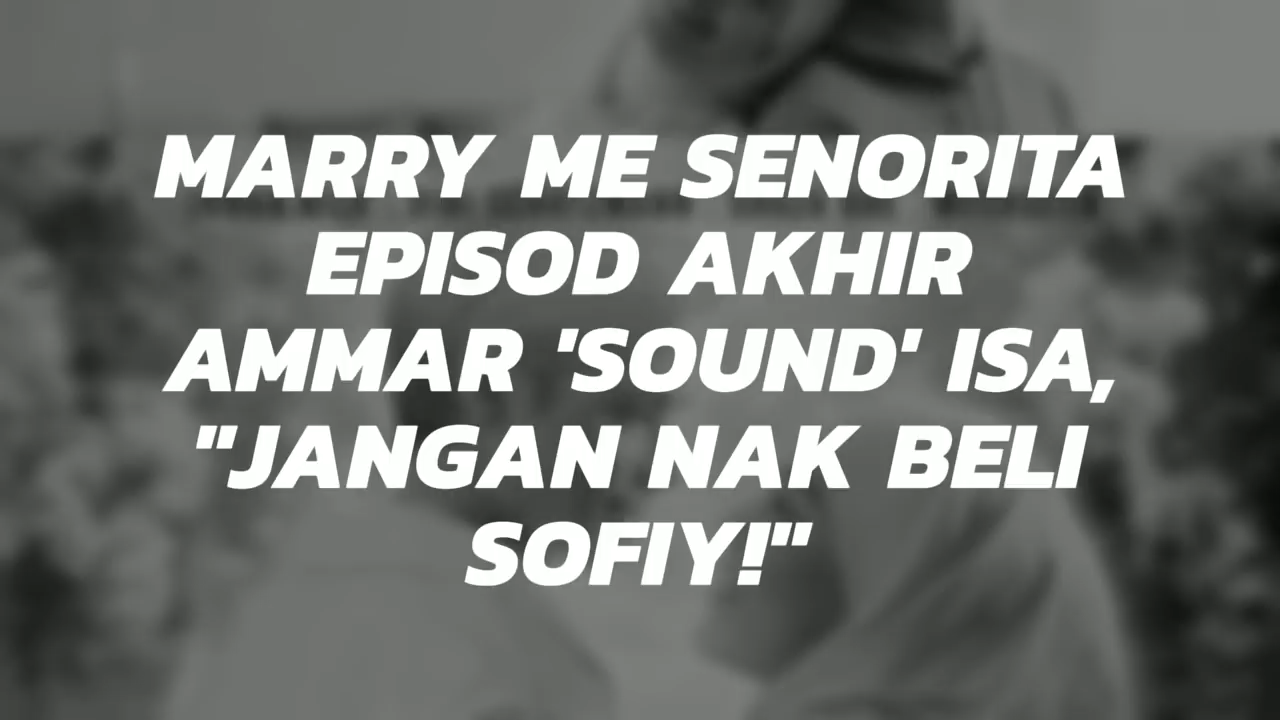 MARRY ME SENORITA
EPISOD AKHIR
AMMAR 'SOUND' ISA,
"JANGAN NAK BELI
SOFIY!"